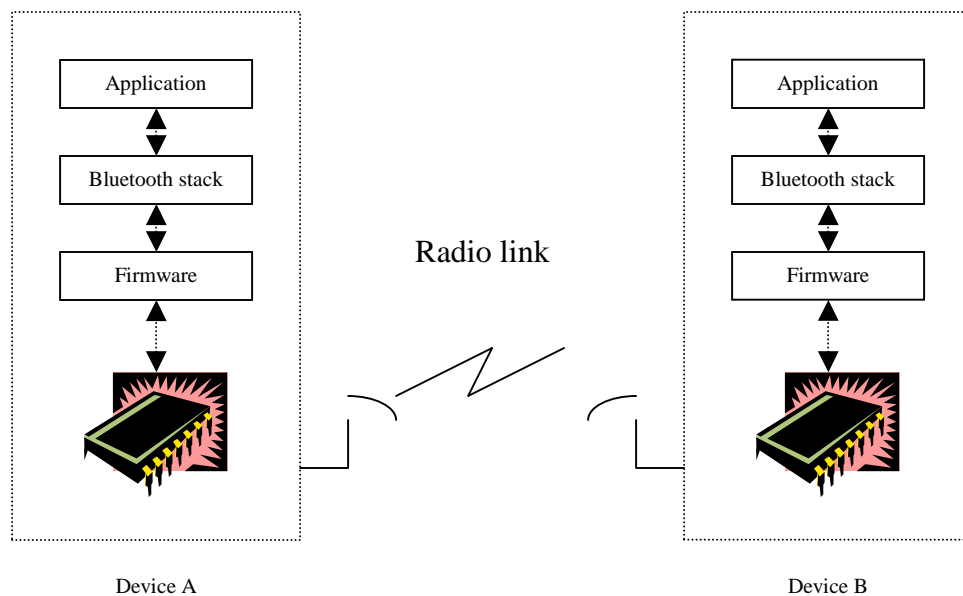 Application
Bluetooth stack
Firmware
Radio link
Application
Bluetooth stack
Firmware
Device A
Device B